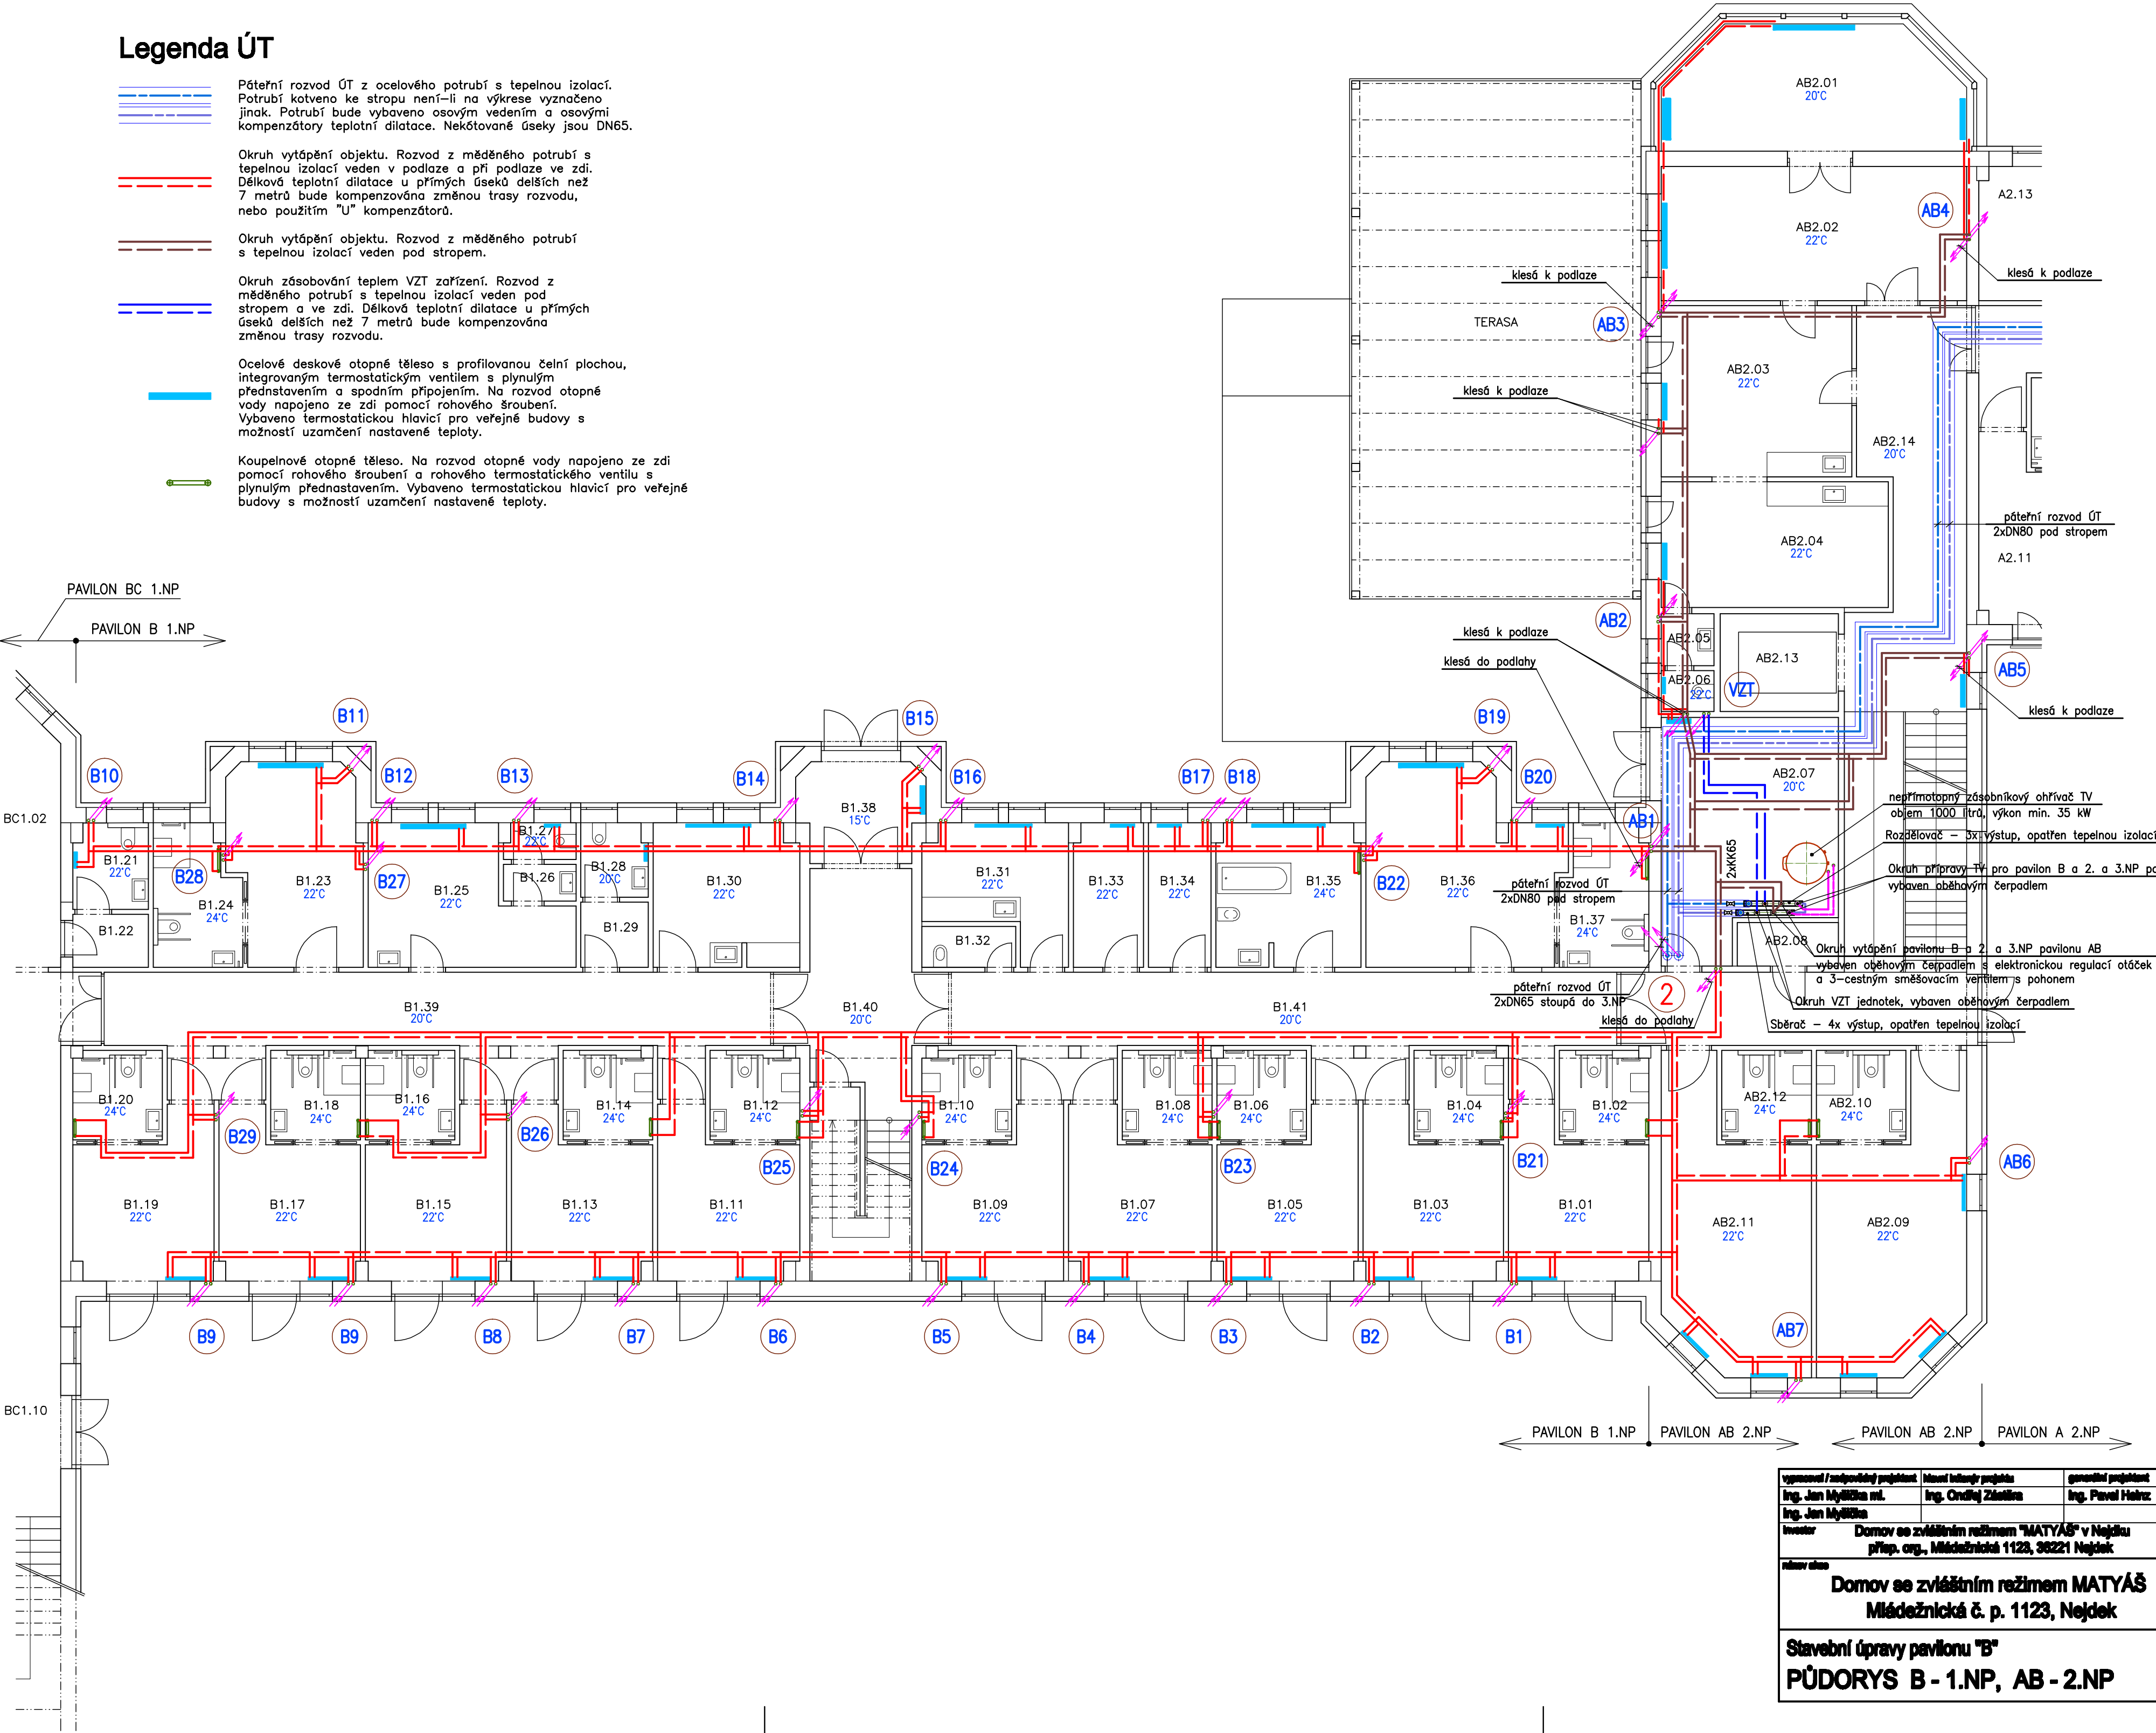 Legenda ÚT
Páteřní rozvod ÚT z ocelového potrubí s tepelnou izolací.
Potrubí kotveno ke stropu není-li na výkrese vyznačeno
jinak. Potrubí bude vybaveno osovým vedením a osovými
kompenzátory teplotní dilatace. Nekótované úseky jsou DN65.
Okruh vytápění objektu. Rozvod z měděného potrubí s
tepelnou izolací veden v podlaze a při podlaze ve zdi.
Délková teplotní dilatace u přímých úseků delších než
7 metrů bude kompenzována změnou trasy rozvodu,
nebo použitím "U" kompenzátorů.
Okruh vytápění objektu. Rozvod z měděného potrubí
s tepelnou izolací veden pod stropem.
Okruh zásobování teplem VZT zařízení. Rozvod z
měděného potrubí s tepelnou izolací veden pod
stropem a ve zdi. Délková teplotní dilatace u přímých
úseků delších než 7 metrů bude kompenzována
změnou trasy rozvodu.
Ocelové deskové otopné těleso s profilovanou čelní plochou,
integrovaným termostatickým ventilem s plynulým
přednstavením a spodním připojením. Na rozvod otopné
vody napojeno ze zdi pomocí rohového šroubení.
Vybaveno termostatickou hlavicí pro veřejné budovy s
možností uzamčení nastavené teploty.
Koupelnové otopné těleso. Na rozvod otopné vody napojeno ze zdi
pomocí rohového šroubení a rohového termostatického ventilu s
plynulým přednastavením. Vybaveno termostatickou hlavicí pro veřejné
budovy s možností uzamčení nastavené teploty.
AB2.01
20°C
A2.13
AB4
AB2.02
22°C
klesá k podlaze
klesá k podlaze
TERASA
AB3
AB2.03
22°C
klesá k podlaze
AB2.14
20°C
páteřní rozvod ÚT
2xDN80 pod stropem
AB2.04
22°C
A2.11
PAVILON BC 1.NP
PAVILON B 1.NP
AB2
klesá k podlaze
AB2.05
klesá do podlahy
AB2.13
AB5
AB2.06
22°C
VZT
klesá k podlaze
B11
B15
B19
B10
B12
B13
B14
B16
B17
B18
B20
AB2.07
20°C
BC1.02
B1.38
15°C
AB1
nepřímotopný zásobníkový ohřívač TV
objem 1000 litrů, výkon min. 35 kW
Rozdělovač - 3x výstup, opatřen tepelnou izolací
2xKK65
Okruh přípravy TV pro pavilon B a 2. a 3.NP pa
vybaven oběhovým čerpadlem
B1.21
22°C
B28
B1.24
24°C
B1.23
22°C
B27
B1.25
22°C
B1.27
22°C
B1.26
B1.28
20°C
B1.29
B1.30
22°C
B1.31
22°C
B1.32
B1.33
22°C
B1.34
22°C
B1.35
24°C
B22
B1.36
22°C
B1.37
24°C
páteřní rozvod ÚT
2xDN80 pod stropem
B1.22
AB2.08
Okruh vytápění pavilonu B a 2. a 3.NP pavilonu AB
vybaven oběhovým čerpadlem s elektronickou regulací otáček
a 3-cestným směšovacím ventilem s pohonem
páteřní rozvod ÚT
2xDN65 stoupá do 3.NP
2
Okruh VZT jednotek, vybaven oběhovým čerpadlem
klesá do podlahy
Sběrač - 4x výstup, opatřen tepelnou izolací
B1.39
20°C
B1.40
20°C
B1.41
20°C
B1.20
24°C
B29
B1.18
24°C
B1.16
24°C
B26
B1.14
24°C
B1.12
24°C
B25
B1.10
24°C
B24
B1.08
24°C
B1.06
24°C
B23
B1.04
24°C
B21
B1.02
24°C
AB2.12
24°C
AB2.10
24°C
AB6
B1.19
22°C
B1.17
22°C
B1.15
22°C
B1.13
22°C
B1.11
22°C
B1.09
22°C
B1.07
22°C
B1.05
22°C
B1.03
22°C
B1.01
22°C
AB2.11
22°C
AB2.09
22°C
B9
B9
B8
B7
B6
B5
B4
B3
B2
B1
AB7
BC1.10
PAVILON B 1.NP
PAVILON AB 2.NP
PAVILON AB 2.NP
PAVILON A 2.NP
vypracoval / zodpovědný projektant
hlavní inženýr projektu
generální projektant
Ing. Jan Myšička ml.
Ing. Ondřej Zástěra
Ing. Pavel Heinz
Ing. Jan Myšička
investor
Domov se zvláštním režimem "MATYÁŠ" v Nejdku
přísp. org., Mládežnická 1123, 36221 Nejdek
název akce
Domov se zvláštním režimem MATYÁŠ
Mládežnická č. p. 1123, Nejdek
Stavební úpravy pavilonu "B"
PŮDORYS B - 1.NP, AB - 2.NP